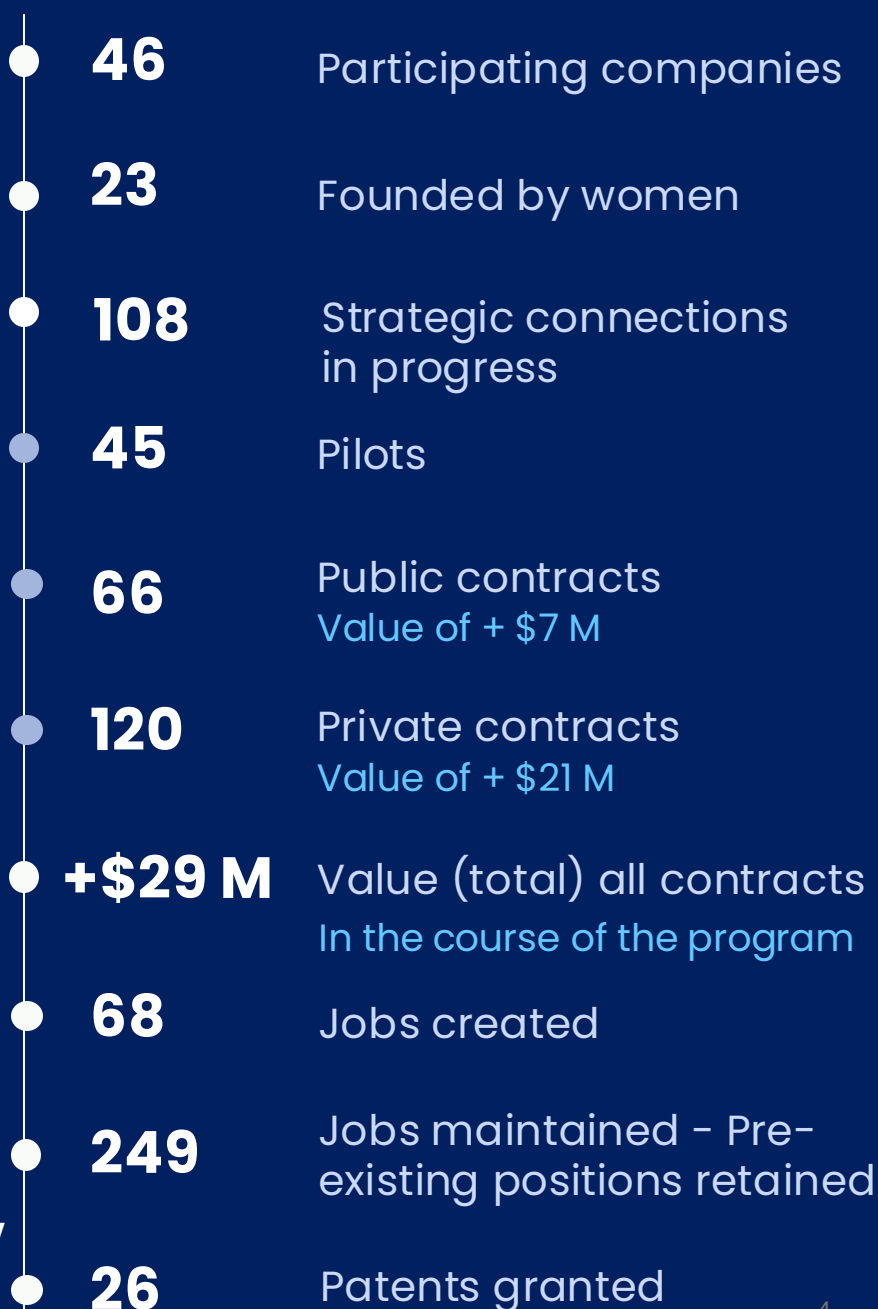 46 Participating companies
23 Founded by women
108 Strategic connections
in progress
45 Pilots
66 Public contracts
Value of + $7 M
120 Private contracts
Value of + $21 M
+$29 M Value (total) all contracts
In the course of the program
68 Jobs created
249 Jobs maintained - Pre-
existing positions retained
26 Patents granted